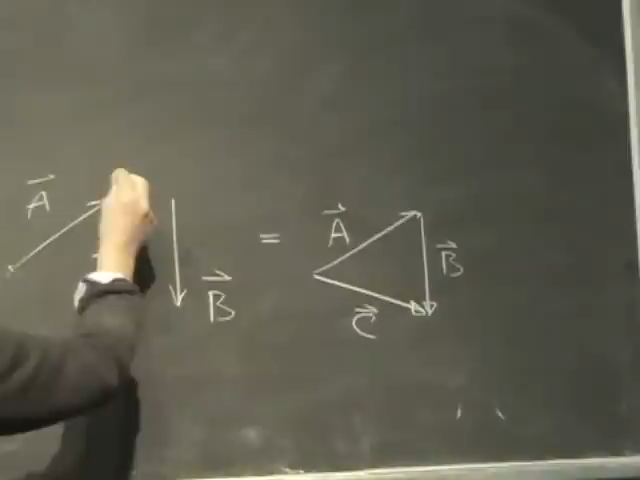 A⃗ B⃗ = A⃗ B⃗ C⃗